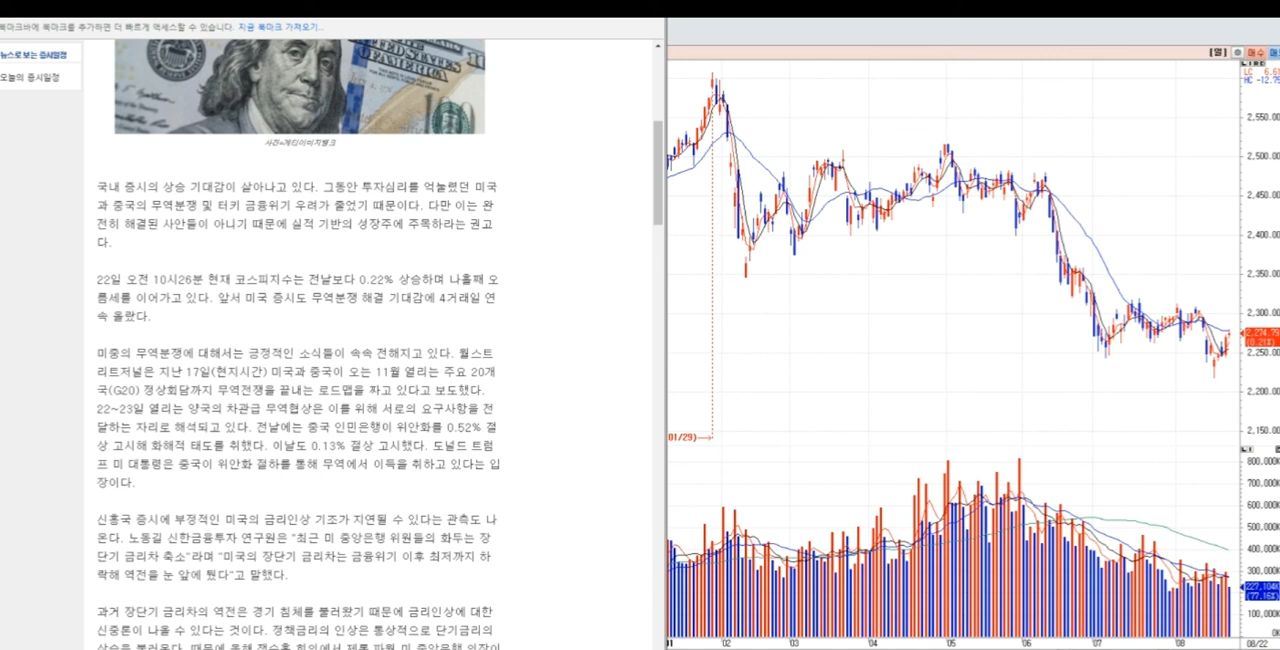 북마크바에 북마크를 추가하면 더 빠르게 액세스할 수 있습니다. 지금 북마크 가져오기...
뉴스로 보는 증시일정
오늘의 증시일정
사진=게티이미지뱅크
국내 증시의 상승 기대감이 살아나고 있다. 그동안 투자심리를 억눌렀던 미국
과 중국의 무역분쟁 및 터키 금융위기 우려가 줄었기 때문이다. 다만 이는 완
전히 해결된 사안들이 아니기 때문에 실적 기반의 성장주에 주목하라는 권고
다.
22일 오전 10시26분 현재 코스피지수는 전날보다 0.22% 상승하며 나흘째 오
름세를 이어가고 있다. 앞서 미국 증시도 무역분쟁 해결 기대감에 4거래일 연
속 올랐다.
미중의 무역분쟁에 대해서는 긍정적인 소식들이 속속 전해지고 있다. 월스트
리트저널은 지난 17일(현지시간) 미국과 중국이 오는 11월 열리는 주요 20개
국(G20) 정상회담까지 무역전쟁을 끝내는 로드맵을 짜고 있다고 보도했다.
22~23일 열리는 양국의 차관급 무역협상은 이를 위해 서로의 요구사항을 전
달하는 자리로 해석되고 있다. 전날에는 중국 인민은행이 위안화를 0.52% 절
상 고시해 화해적 태도를 취했다. 이날도 0.13% 절상 고시했다. 도널드 트럼
프 미 대통령은 중국이 위안화 절하를 통해 무역에서 이득을 취하고 있다는 입
장이다.
신흥국 증시에 부정적인 미국의 금리인상 기조가 지연될 수 있다는 관측도 나
온다. 노동길 신한금융투자 연구원은 "최근 미 중앙은행 위원들의 화두는 장
단기 금리차 축소"라며 "미국의 장단기 금리차는 금융위기 이후 최저까지 하
락해 역전을 눈 앞에 뒀다"고 말했다.
과거 장단기 금리차의 역전은 경기 침체를 불러왔기 때문에 금리인상에 대한
신중론이 나올 수 있다는 것이다. 정책금리의 인상은 통상적으로 단기금리의
[일] 매수
LC 6.61
HC -12.75
2,550.00
2,500.00
2,450.00
2,400.00
2,350.00
2,300.00
2,274.79
(0.21%)
2,250.00
2,200.00
2,150.00
01/29)
800,000K
700,000K
600,000K
500,000K
400,000K
300,000K
227,104K
(77.16%)
100,000K
0K
01 02 03 04 05 06 07 08 08/22